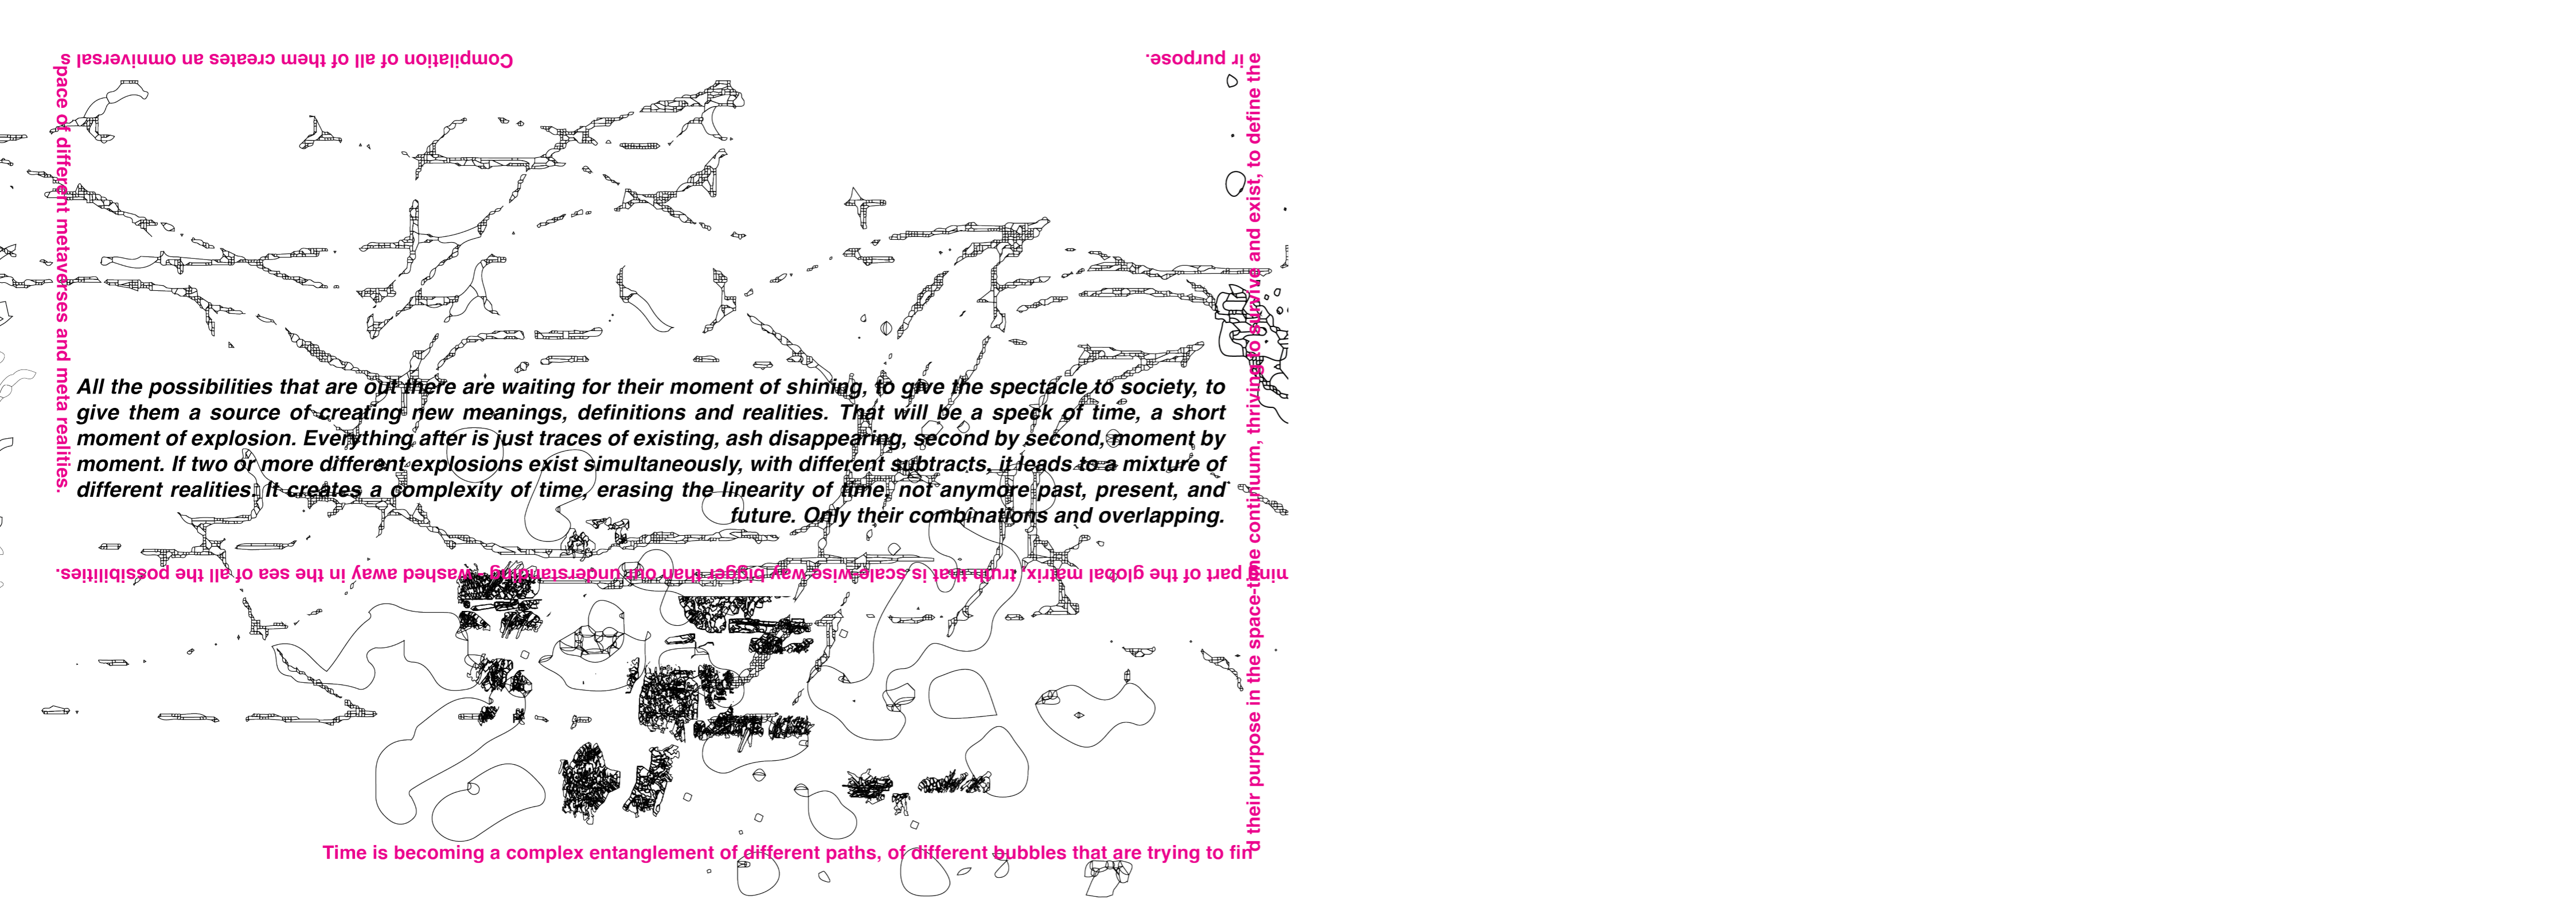 Compilation of all of them creates an omniversal s
pace of different metaverses and meta realities.
All the possibilities that are out there are waiting for their moment of shining, to give the spectacle to society, to
give them a source of creating new meanings, definitions and realities. That will be a speck of time, a short
moment of explosion. Everything after is just traces of existing, ash disappearing, second by second, moment by
moment. If two or more different explosions exist simultaneously, with different subtracts, it leads to a mixture of
different realities. It creates a complexity of time, erasing the linearity of time, not anymore past, present, and
future. Only their combinations and overlapping.
part of the global matrix, truth that is scale-wise way bigger than our understanding - washed away in the sea of all the possibilities.
Time is becoming a complex entanglement of different paths, of different bubbles that are trying to fin
d their purpose in the space-time continuum, thriving to survive and exist, to define the
ir purpose.